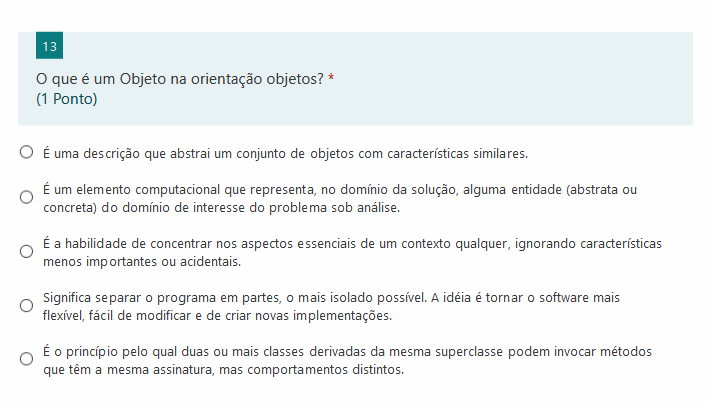 13
O que é um Objeto na orientação objetos? *
(1 Ponto)
É uma descrição que abstrai um conjunto de objetos com características similares.
É um elemento computacional que representa, no domínio da solução, alguma entidade (abstrata ou
concreta) do domínio de interesse do problema sob análise.
É a habilidade de concentrar nos aspectos essenciais de um contexto qualquer, ignorando características
menos importantes ou acidentais.
Significa separar o programa em partes, o mais isolado possível. A idéia é tornar o software mais
flexível, fácil de modificar e de criar novas implementações.
É o princípio pelo qual duas ou mais classes derivadas da mesma superclasse podem invocar métodos
que têm a mesma assinatura, mas comportamentos distintos.